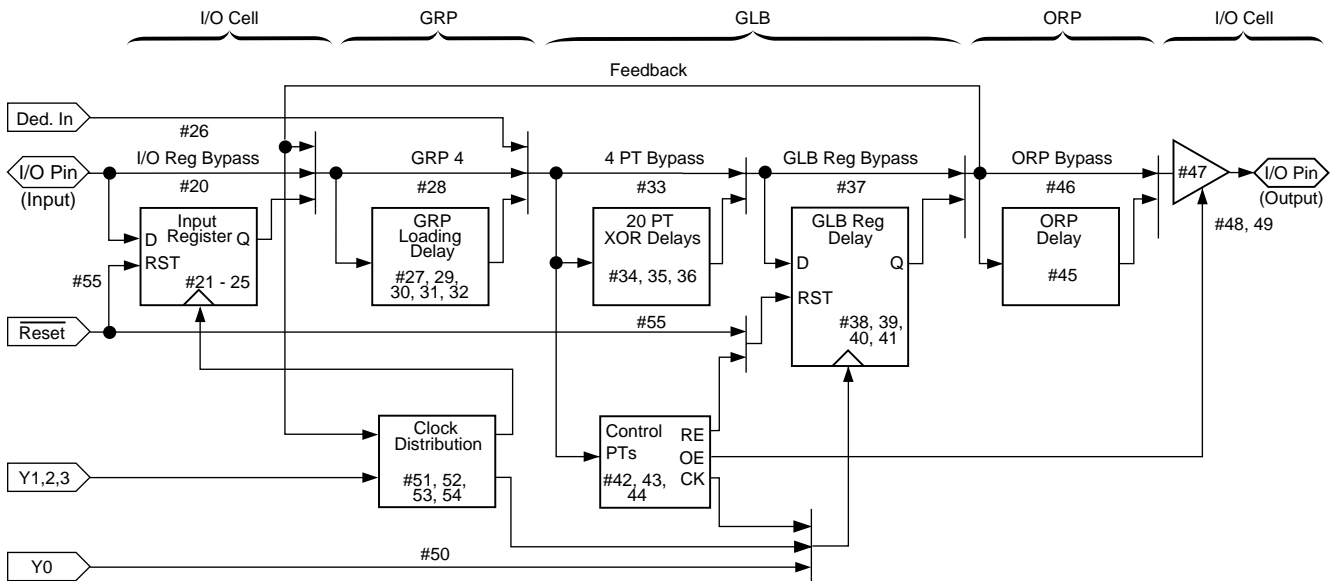 I/O Cell
GRP
GLB
ORP
I/O Cell
Feedback
Ded. In
#26
I/O Pin
(Input)
I/O Reg Bypass
#20
GRP 4
#28
4 PT Bypass
#33
GLB Reg Bypass
#37
ORP Bypass
#46
#47
I/O Pin
(Output)
#48, 49
Input
Register
D
Q
RST
#21 - 25
#55
GRP
Loading
Delay
#27, 29,
30, 31, 32
20 PT
XOR Delays
#34, 35, 36
GLB Reg
Delay
D
Q
RST
#38, 39,
40, 41
ORP
Delay
#45
Reset
#55
Clock
Distribution
#51, 52,
53, 54
Control
PTs
RE
OE
CK
#42, 43,
44
Y1,2,3
Y0
#50